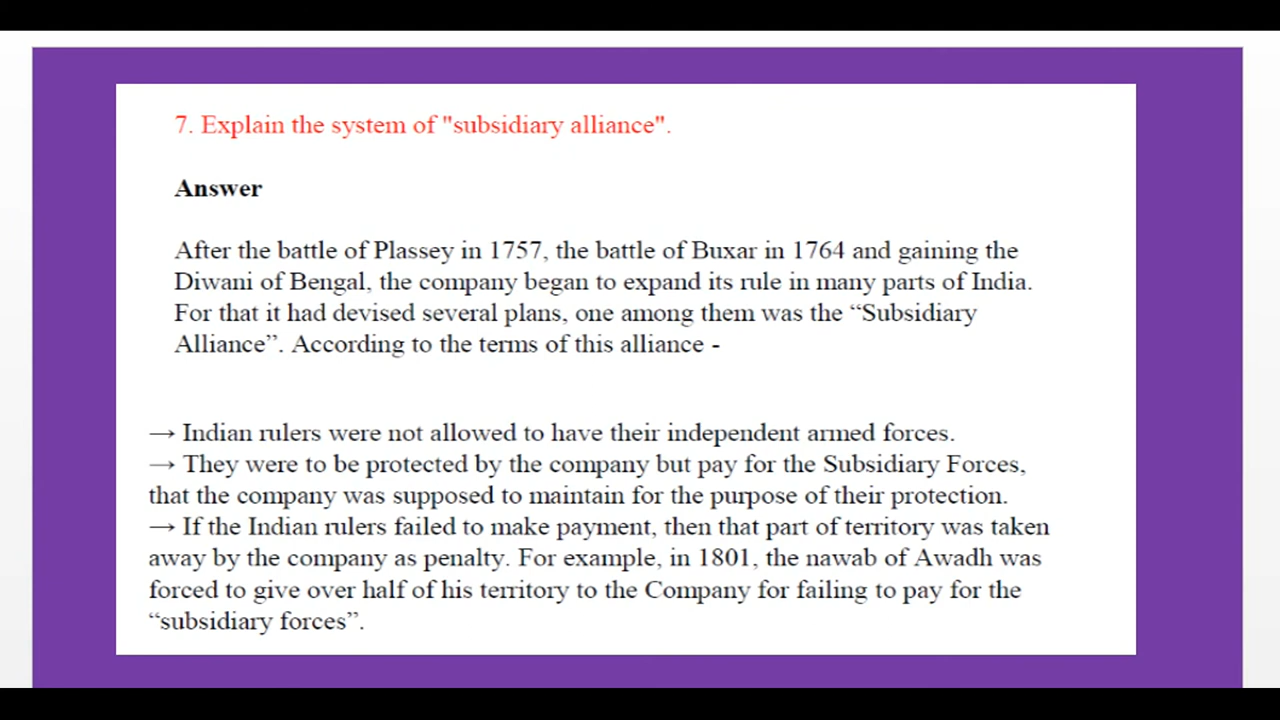 7. Explain the system of "subsidiary alliance".
Answer
After the battle of Plassey in 1757, the battle of Buxar in 1764 and gaining the
Diwani of Bengal, the company began to expand its rule in many parts of India.
For that it had devised several plans, one among them was the “Subsidiary
Alliance”. According to the terms of this alliance -
→ Indian rulers were not allowed to have their independent armed forces.
→ They were to be protected by the company but pay for the Subsidiary Forces,
that the company was supposed to maintain for the purpose of their protection.
→ If the Indian rulers failed to make payment, then that part of territory was taken
away by the company as penalty. For example, in 1801, the nawab of Awadh was
forced to give over half of his territory to the Company for failing to pay for the
“subsidiary forces”.